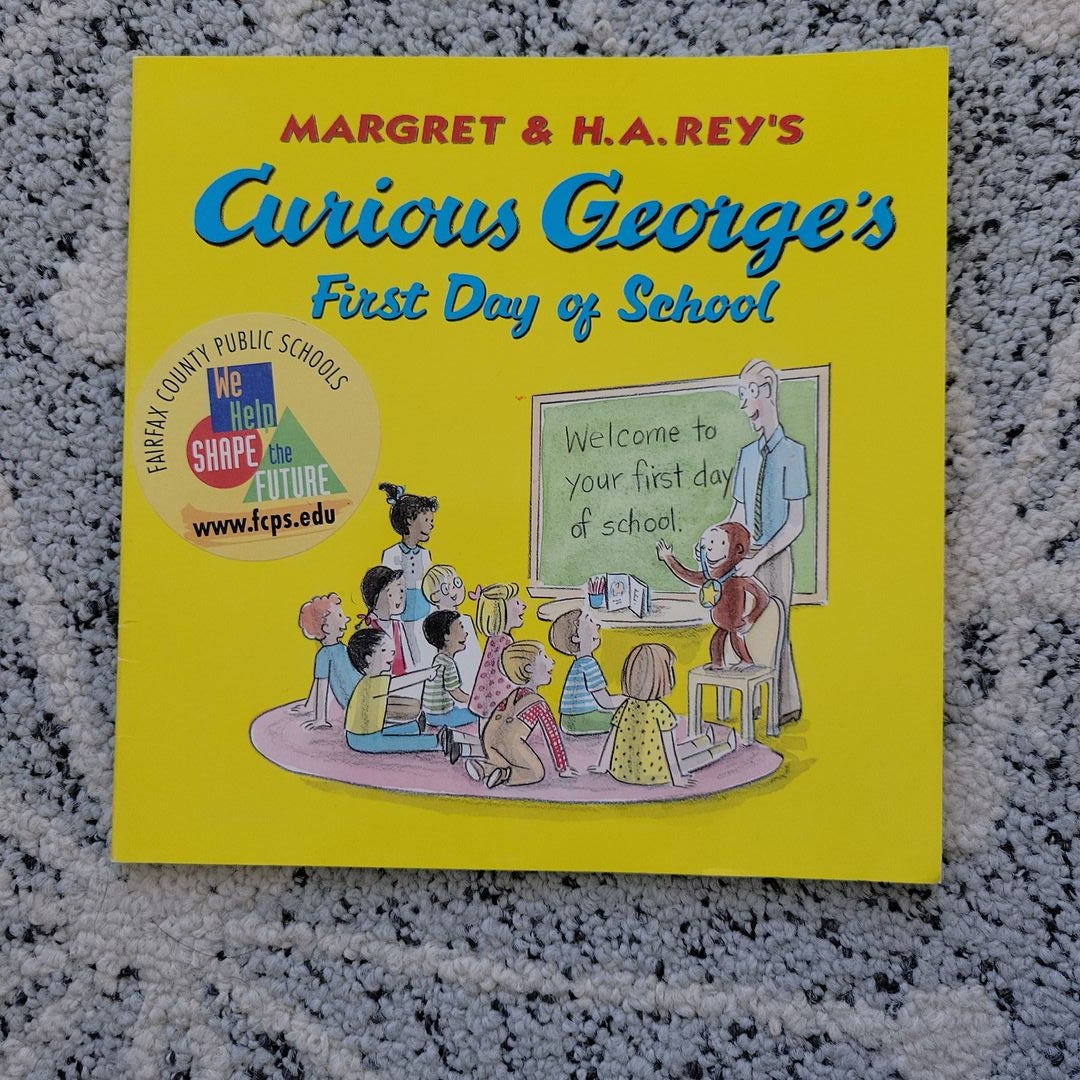 MARGRET & H.A. REY'S
Curious George's
First Day of School
FAIRFAX COUNTY PUBLIC SCHOOLS
We
Help
SHAPE the
FUTURE
www.fcps.edu
Welcome to
your first day
of school.